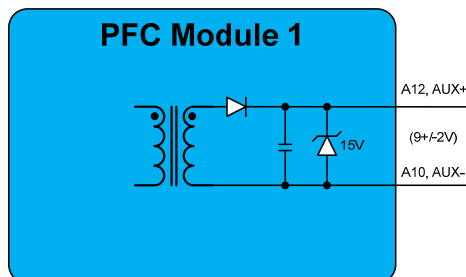 PFC Module 1
A12, AUX+
15V
(9+/-2V)
A10, AUX-